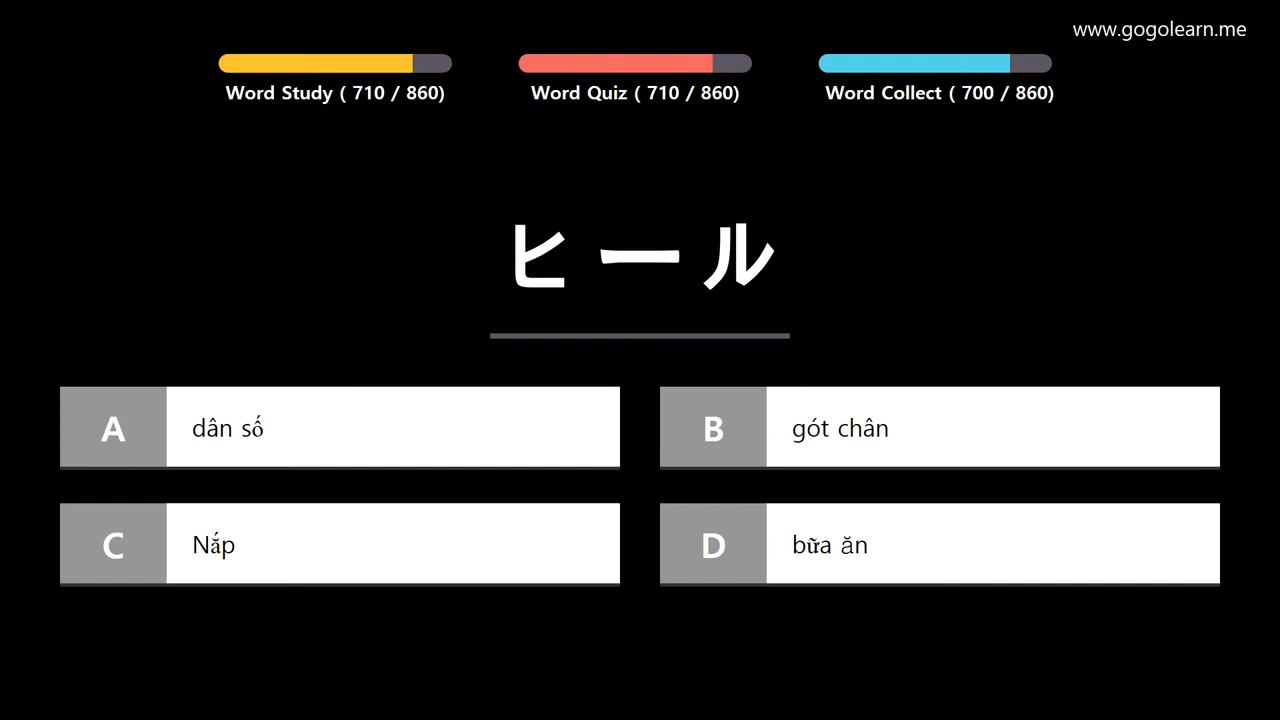 www.gogolearn.me
Word Study ( 710 / 860)
Word Quiz ( 710 / 860)
Word Collect ( 700 / 860)
ヒール
A dân số
B gót chân
C Nắp
D bữa ăn